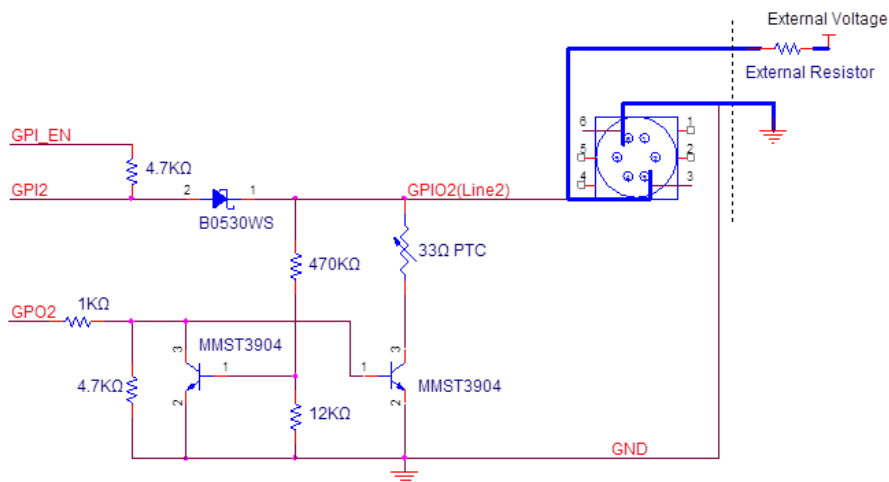 External Voltage
External Resistor
GPI_EN
4.7KΩ
GPI2
2
1
B0530WS
GPIO2(Line2)
6
5
4
1
2
3
33Ω PTC
470KΩ
GPO2
1KΩ
MMST3904
3
1
2
4.7KΩ
12KΩ
3
1
2
MMST3904
GND